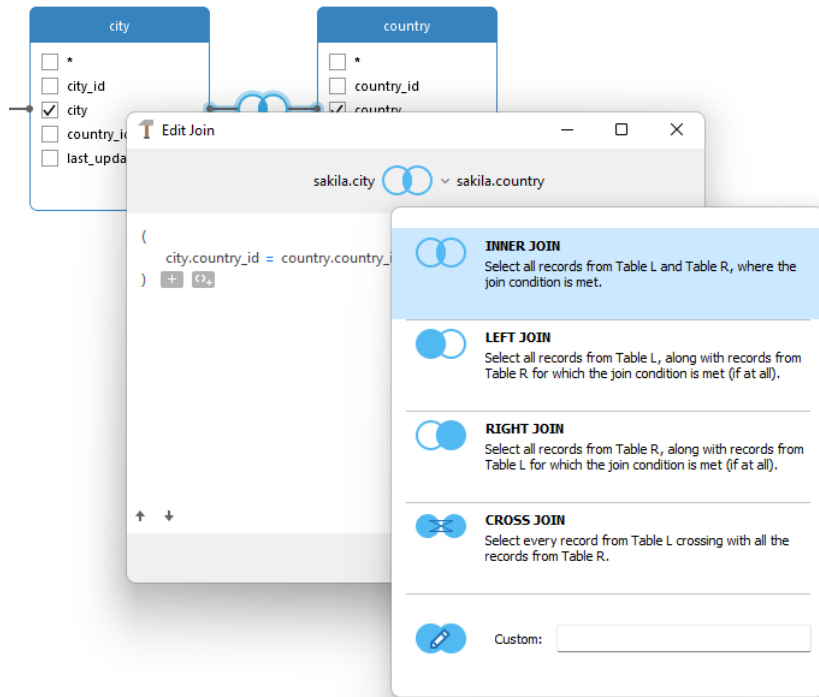 city
country
*
*
city_id
country_id
city
country
country_id
last_upda
Edit Join
sakila.city
sakila.country
(
city.country_id = country.country_i
)
INNER JOIN
Select all records from Table L and Table R, where the
join condition is met.
LEFT JOIN
Select all records from Table L, along with records from
Table R for which the join condition is met (if at all).
RIGHT JOIN
Select all records from Table R, along with records from
Table L for which the join condition is met (if at all).
CROSS JOIN
Select every record from Table L crossing with all the
records from Table R.
Custom: